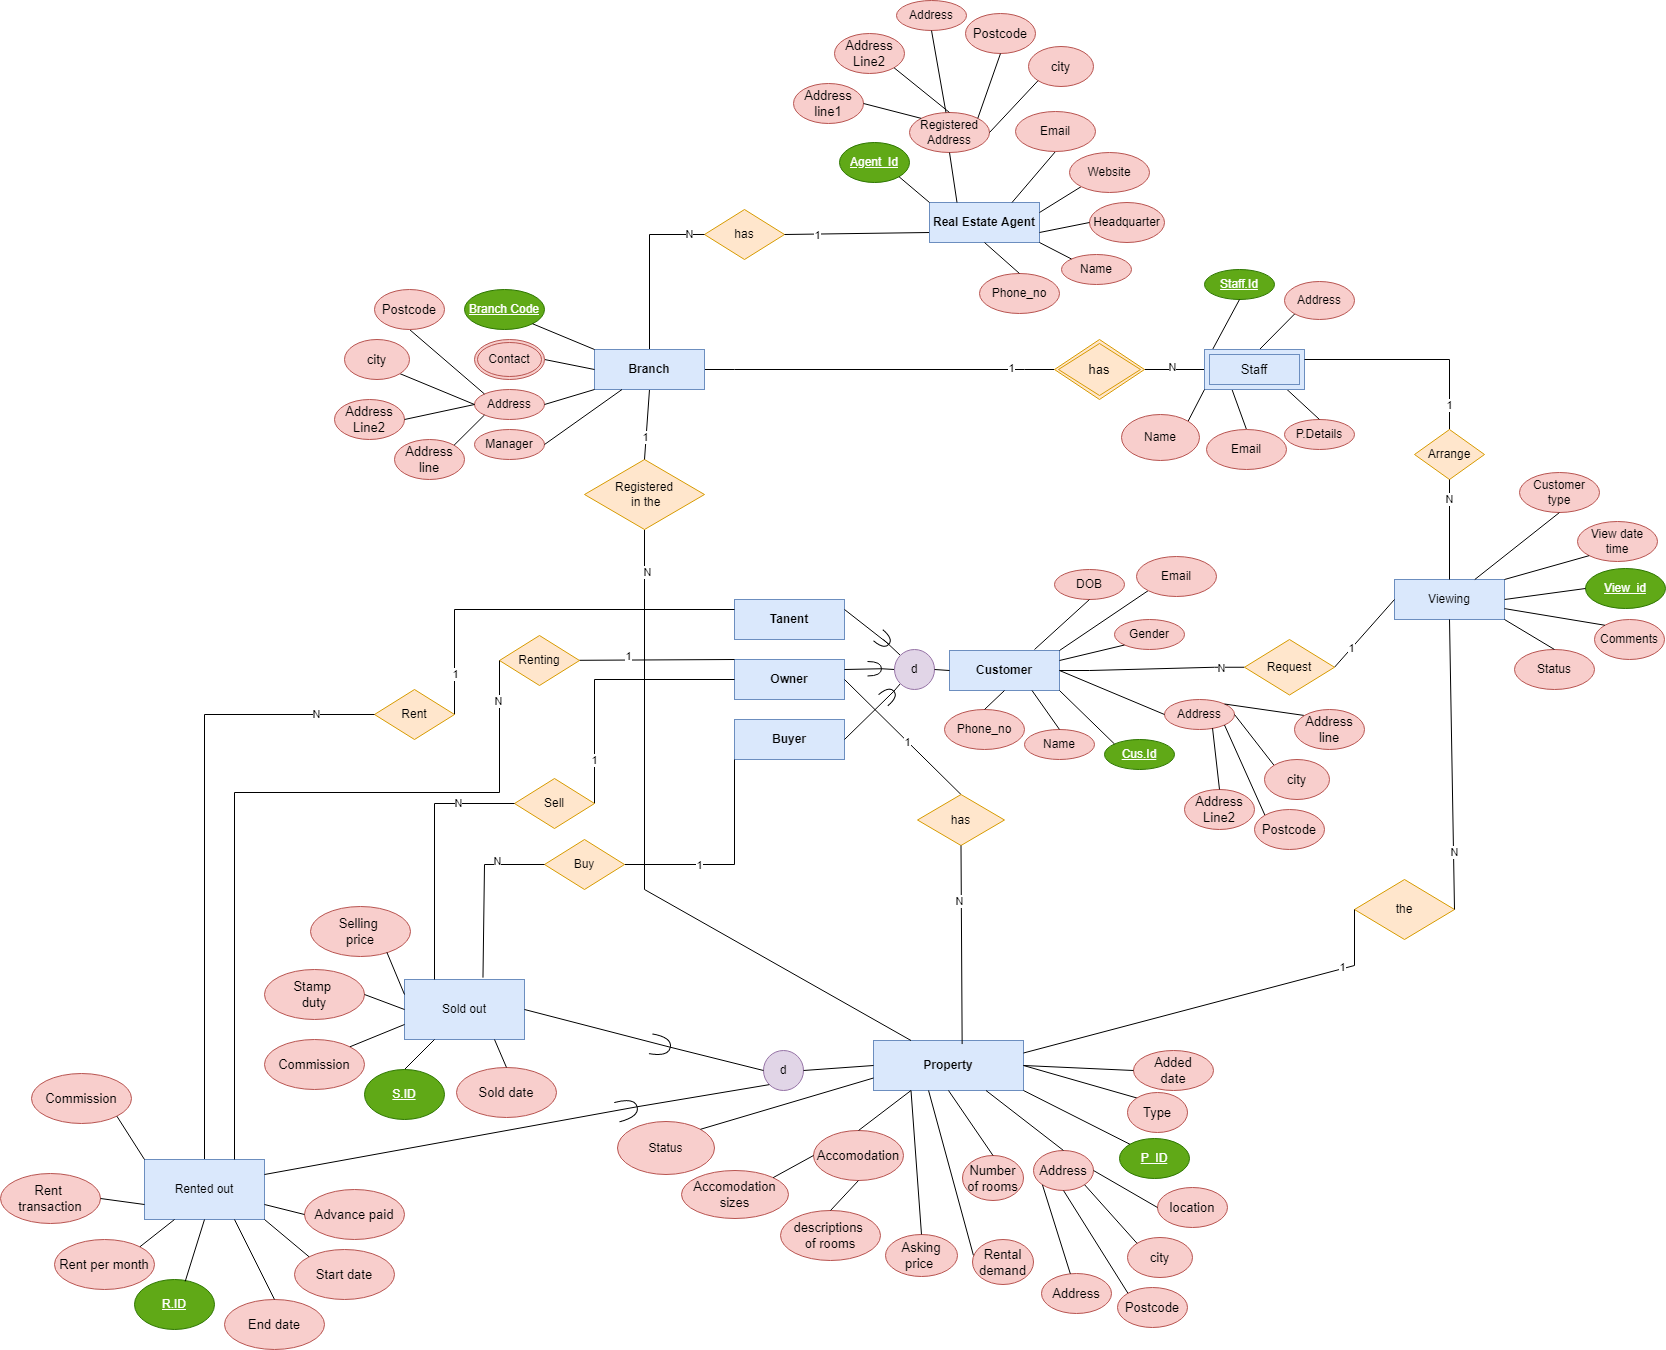 Address
Postcode
Address
Line2
city
Address
line1
Registered
Address
Email
Agent_Id
Website
Real Estate Agent
Headquarter
N
has
1
Name
Phone_no
Staff.Id
Address
Postcode
Branch Code
city
Contact
Branch
1
has
N
Staff
Address
Address
Line2
Manager
Address
line
1
Name
Email
P.Details
1
Arrange
N
Registered
in the
N
Customer
type
View date
time
View_id
Viewing
Comments
Status
DOB
Email
Gender
Tanent
Renting
1
Owner
d
Customer
N
Request
1
1
N
N
Rent
Buyer
1
Phone_no
Name
Cus.Id
Address
Address
line
city
Address
Line2
Postcode
1
N
Sell
has
N
Buy
1
N
N
the
1
Selling
price
Stamp
duty
Sold out
Commission
S.ID
Sold date
d
Property
Added
date
Type
P_ID
Status
Accomodation
Accomodation
sizes
descriptions
of rooms
Number
of rooms
Address
location
city
Asking
price
Rental
demand
Address
Postcode
Commission
Rented out
Rent
transaction
Advance paid
Rent per month
Start date
R.ID
End date